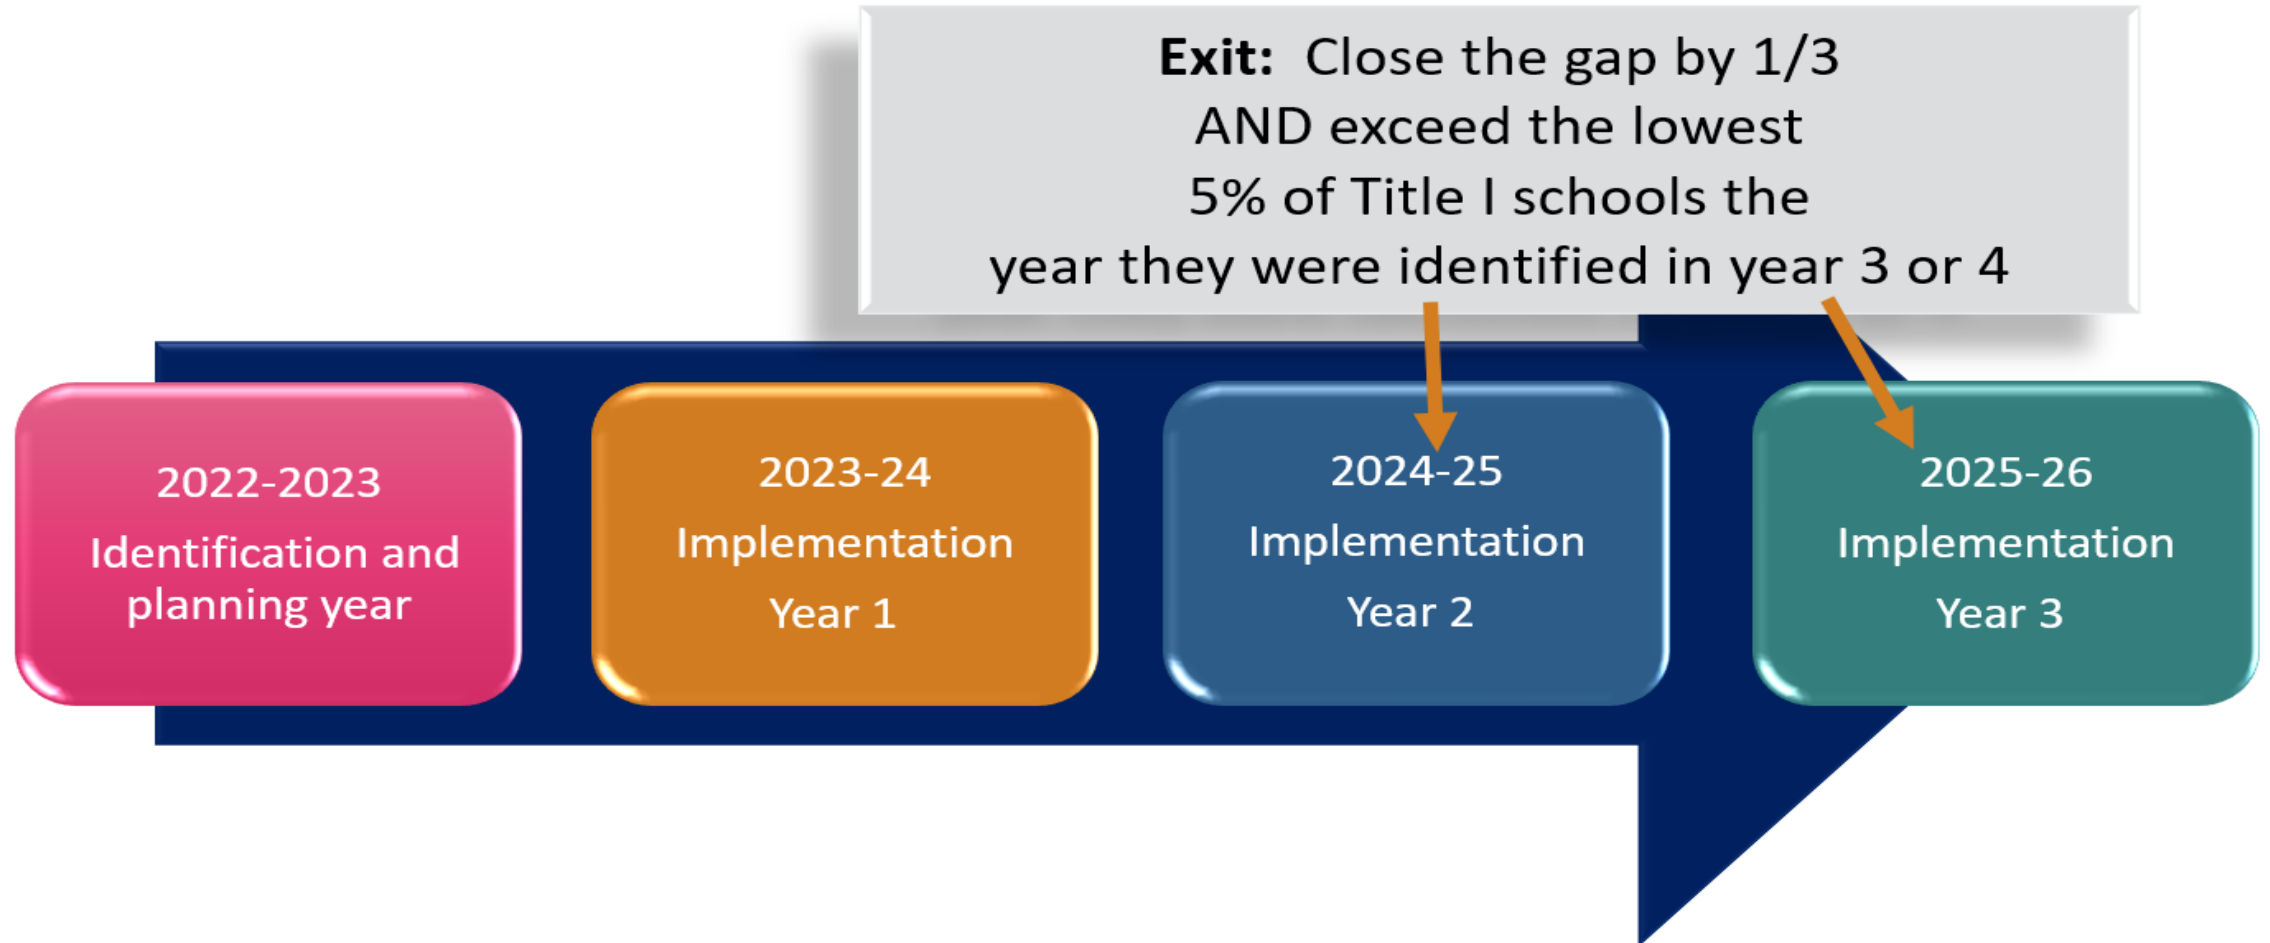 Exit:  Close the gap by 1/3
AND exceed the lowest
5% of Title I schools the
year they were identified in year 3 or 4
2022-2023
Identification and
planning year
2023-24
Implementation
Year 1
2024-25
Implementation
Year 2
2025-26
Implementation
Year 3